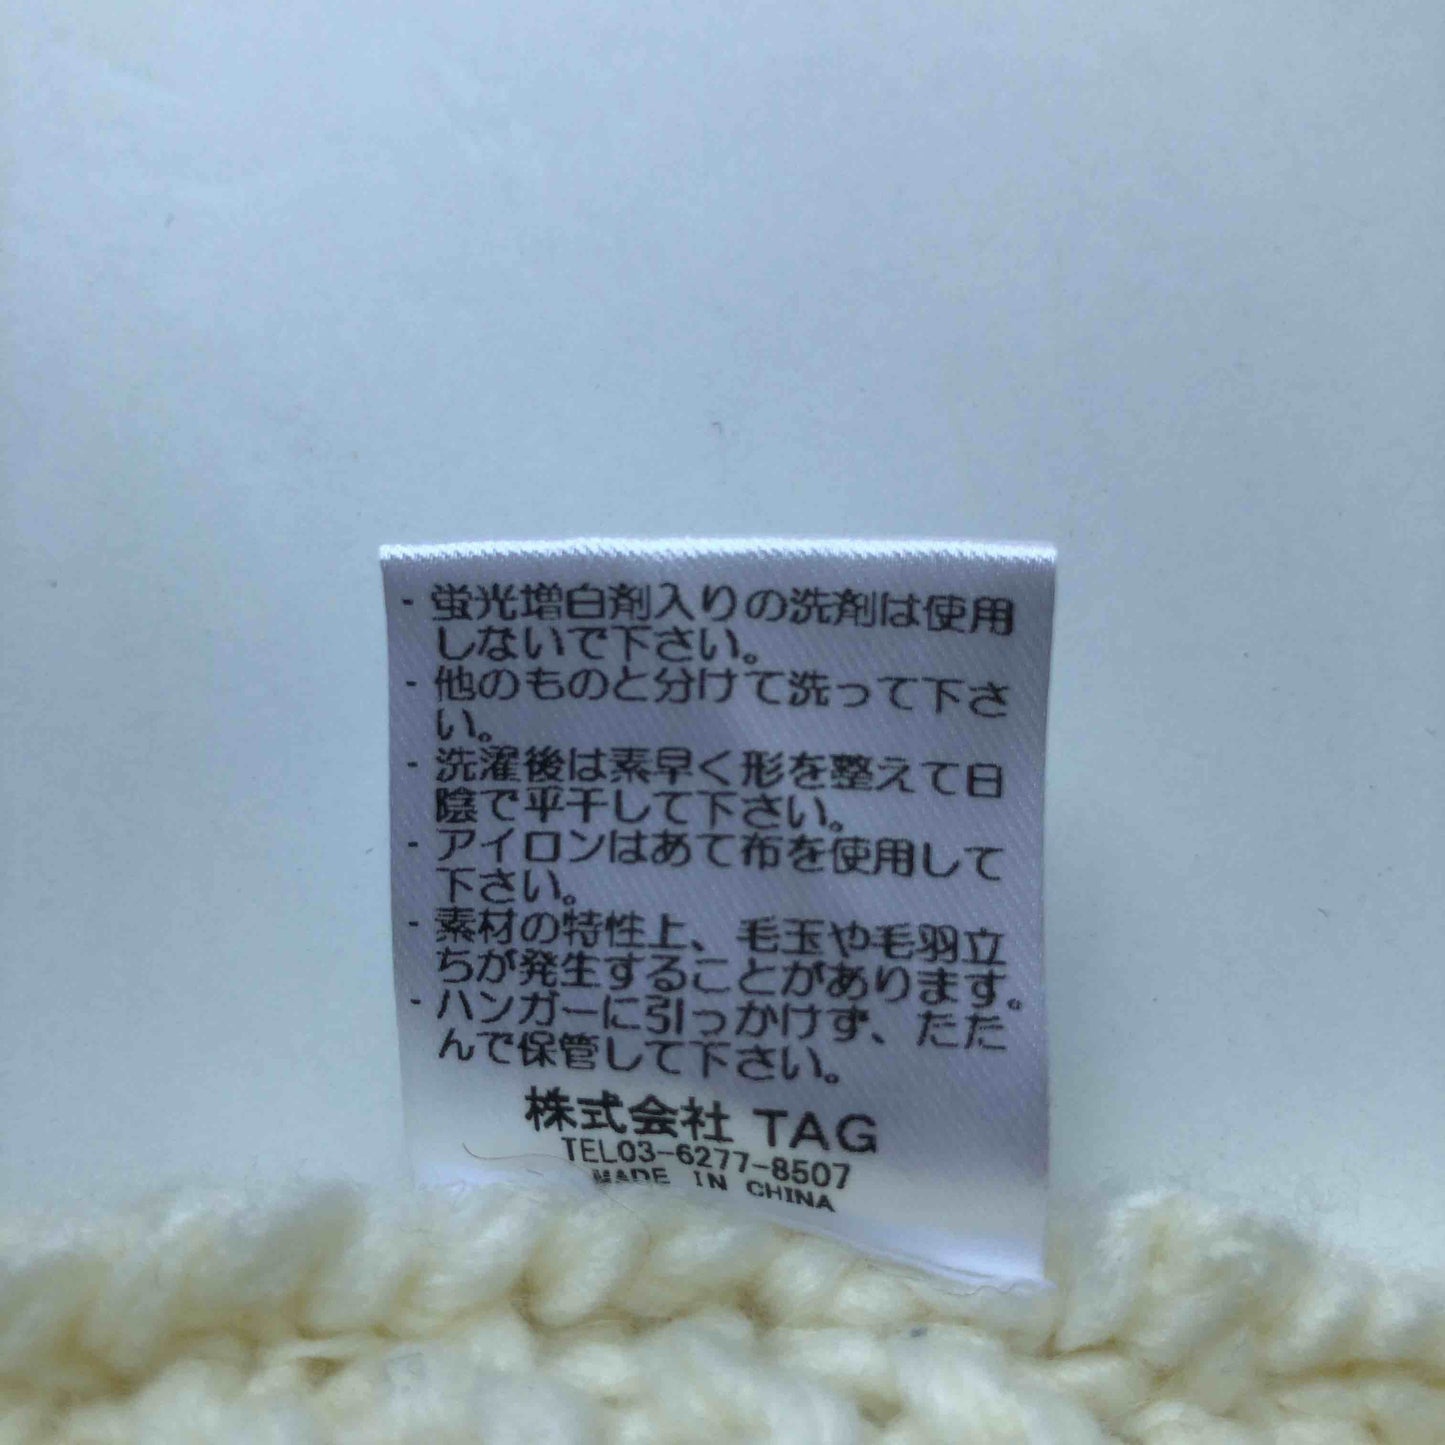 - 蛍光増白剤入りの洗剤は使用
しないで下さい。
- 他のものと分けて洗って下さ
い。
- 洗濯後は素早く形を整えて日
陰で平干しして下さい。
- アイロンはあて布を使用して
下さい。
- 素材の特性上、毛玉や毛羽立
ちが発生することがあります。
- ハンガーに引っかけず、たた
んで保管して下さい。
株式会社 TAG
TEL03-6277-8507
MADE IN CHINA